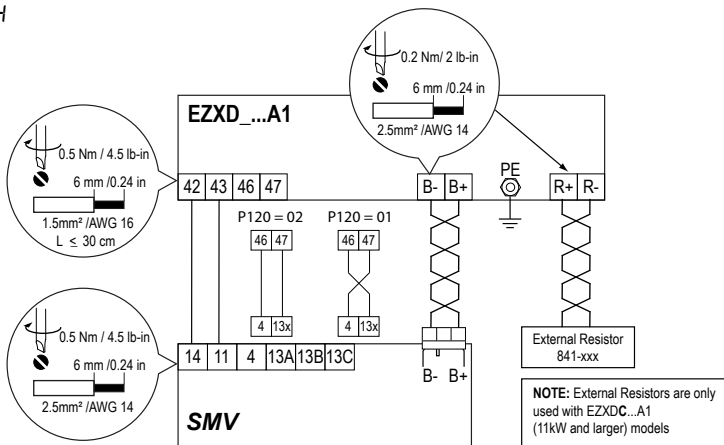 0.2 Nm/ 2 lb-in
6 mm /0.24 in
2.5mm² /AWG 14
EZXD_...A1
0.5 Nm / 4.5 lb-in
6 mm /0.24 in
1.5mm² /AWG 16
L ≤ 30 cm
42 43 46 47
B- B+
PE
R+ R-
P120 = 02
P120 = 01
46 47
46 47
4 13x
4 13x
0.5 Nm / 4.5 lb-in
6 mm /0.24 in
2.5mm² /AWG 14
14 11 4 13A 13B 13C
B- B+
SMV
External Resistor
841-xxx
NOTE: External Resistors are only
used with EZXDC...A1
(11kW and larger) models